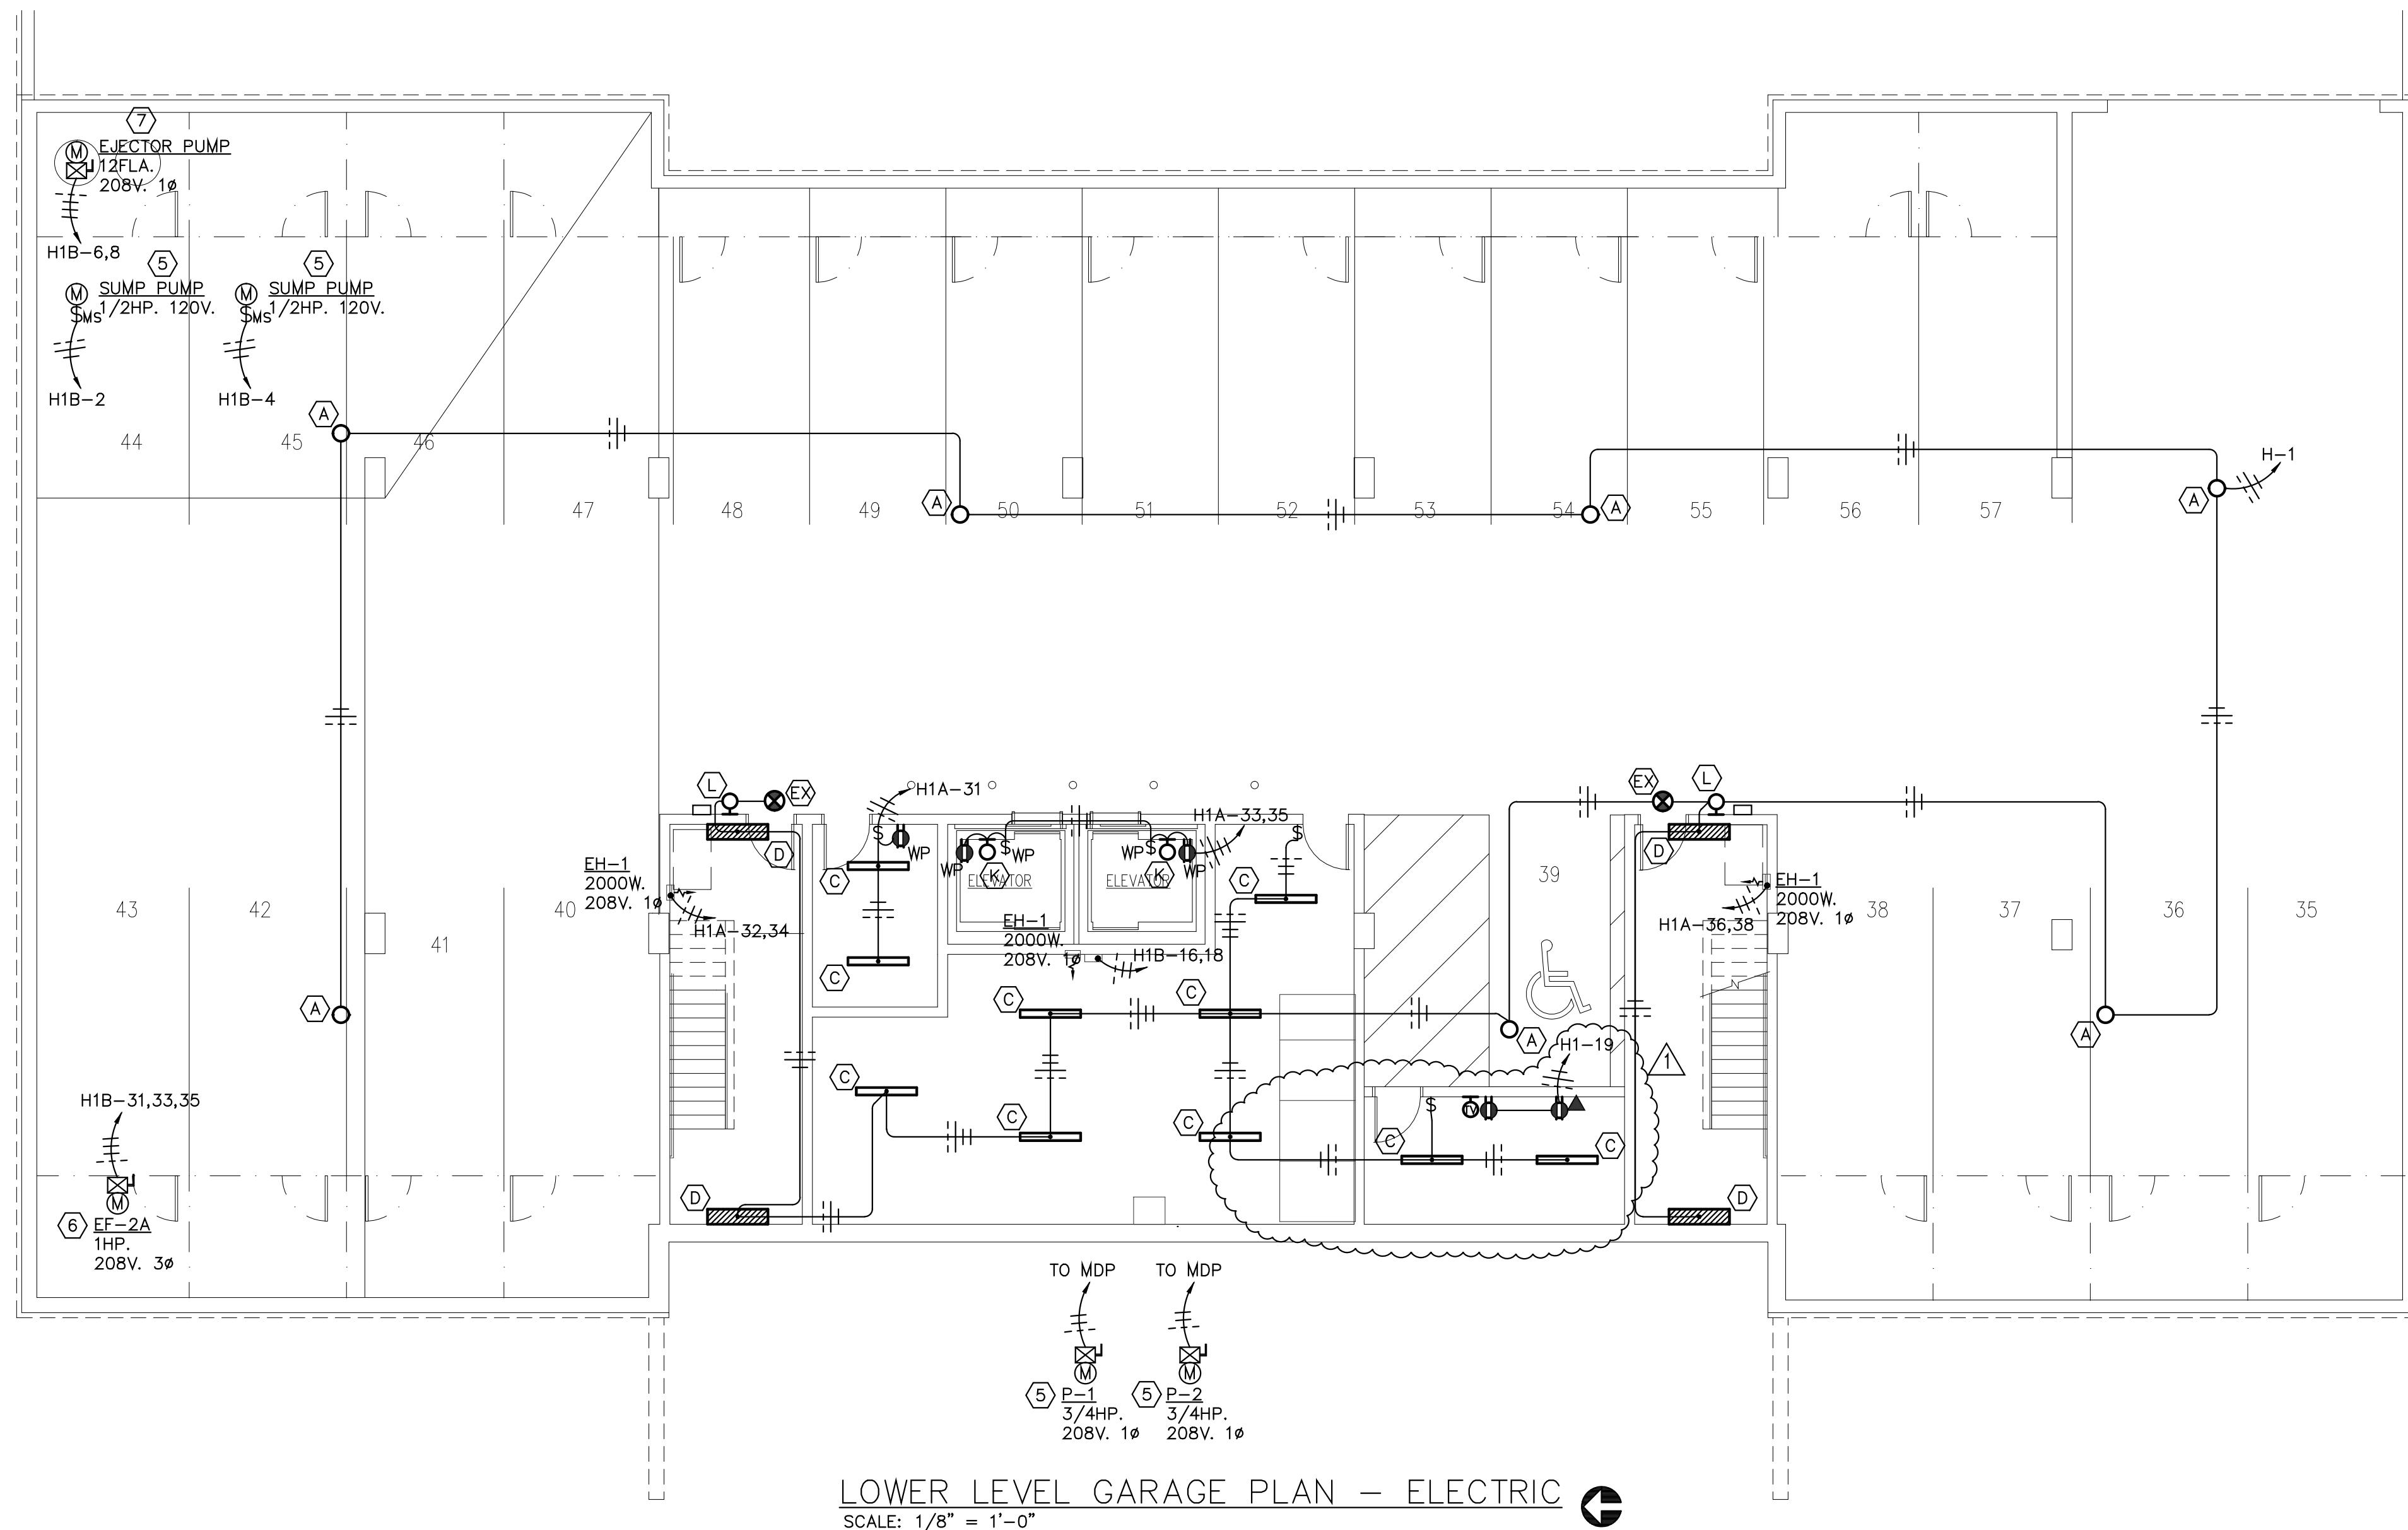 7
M
EJECTOR PUMP
12FLA.
208V. 1ø
H1B-6,8
5
M
SUMP PUMP
SMS
1/2HP. 120V.
H1B-2
5
M
SUMP PUMP
SMS
1/2HP. 120V.
H1B-4
A
44
45
46
47
48
49
A
50
51
52
53
54
A
55
56
57
A
H-1
L
EX
H1A-31
H1A-33,35
EX
L
D
S
WP
WP
S
WP
K
ELEVATOR
WP
S
K
WP
ELEVATOR
S
D
C
C
39
EH-1
2000W.
208V. 1ø
H1A-32,34
EH-1
2000W.
208V. 1ø
H1B-16,18
EH-1
2000W.
208V. 1ø
H1A-36,38
43
42
41
40
38
37
36
35
C
C
C
A
A
A
H1-19
1
C
C
C
S
TV
C
C
D
D
H1B-31,33,35
M
6
EF-2A
1HP.
208V. 3ø
TO MDP
TO MDP
M
M
5
P-1
3/4HP.
208V. 1ø
5
P-2
3/4HP.
208V. 1ø
LOWER LEVEL GARAGE PLAN - ELECTRIC
SCALE: 1/8" = 1'-0"